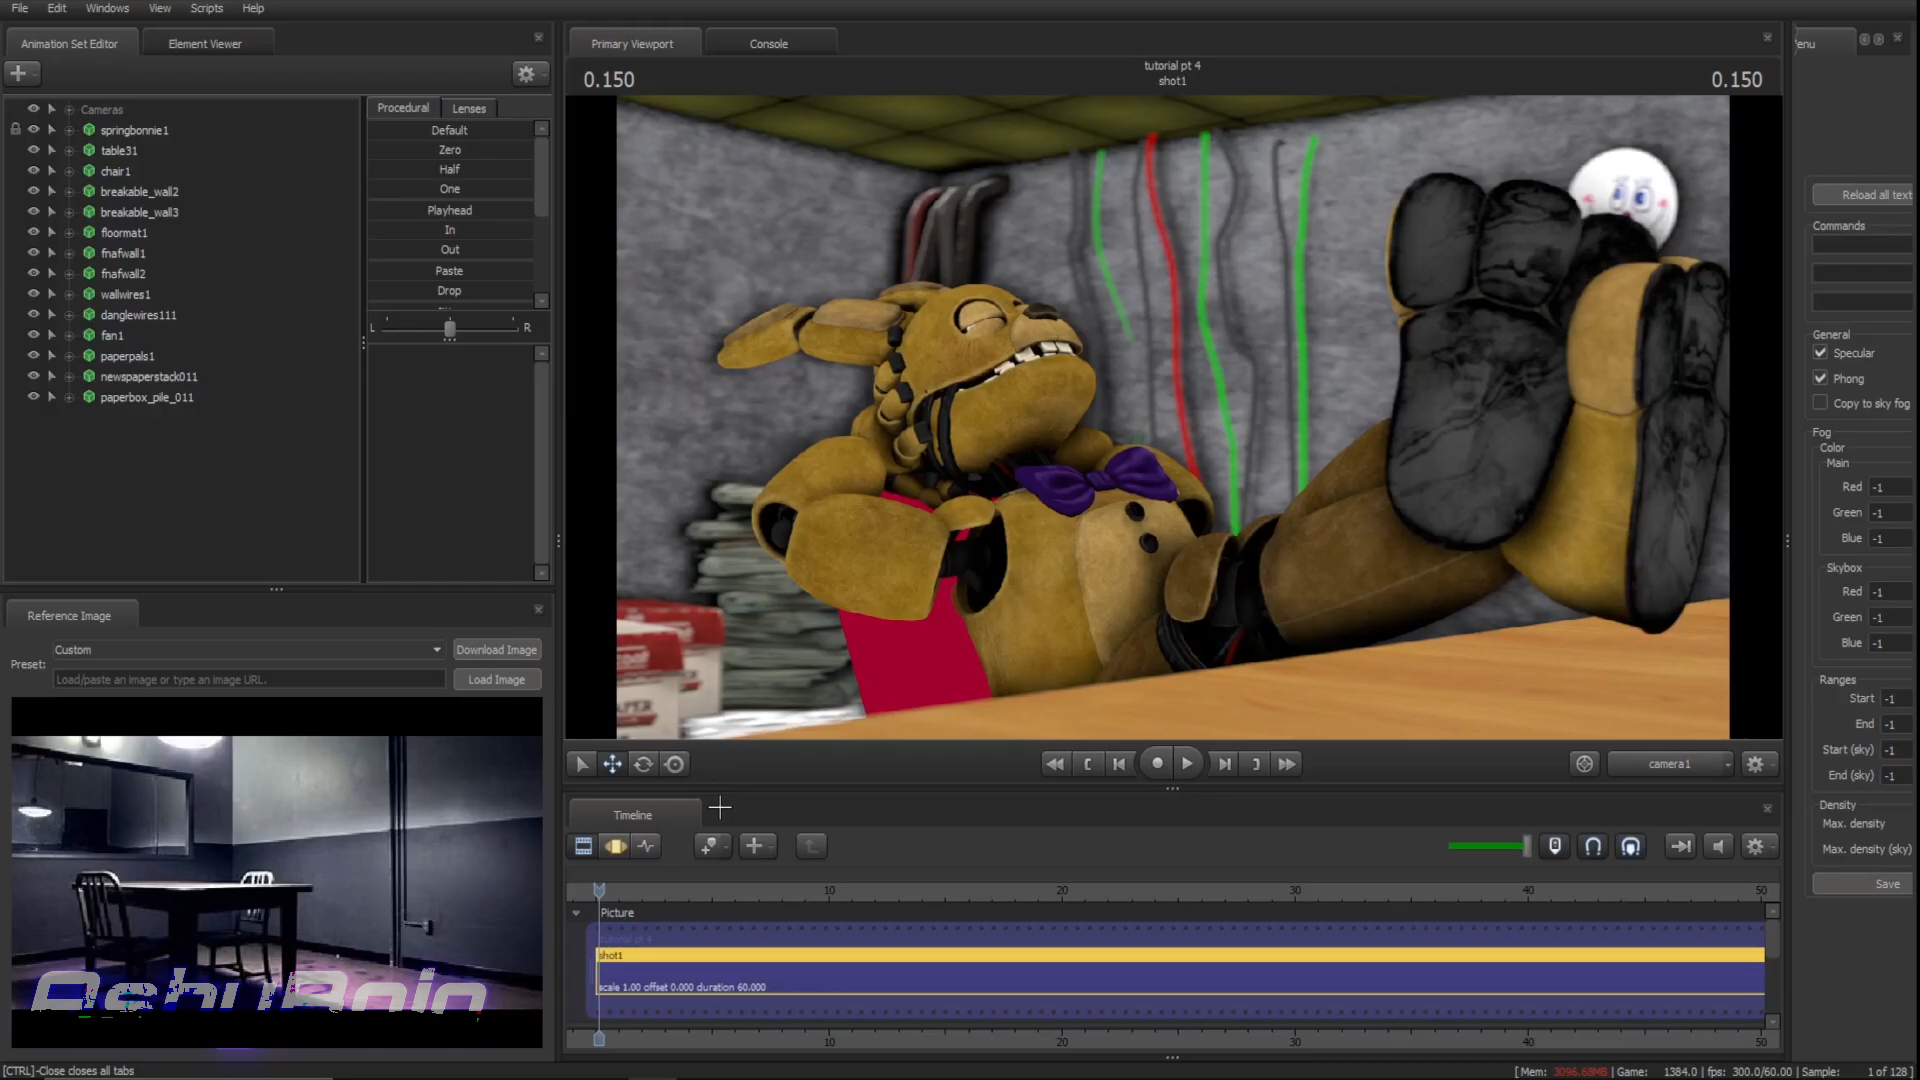 File Edit Windows View Scripts Help
Animation Set Editor
Element Viewer
Cameras
springbonnie1
table31
chair1
breakable_wall2
breakable_wall3
floormat1
fnafwall1
fnafwall2
wallwires1
danglewires111
fan1
paperpals1
newspaperstack011
paperbox_pile_011
Procedural
Lenses
Default
Zero
Half
One
Playhead
In
Out
Paste
Drop
L
R
Reference Image
Preset:
Custom
Download Image
Load/paste an image or type an image URL.
Load Image
Primary Viewport
Console
0.150
tutorial pt 4
shot1
0.150
camera1
Timeline
10 20 30 40 50
Picture
tutorial pt 4
shot1
scale 1.00 offset 0.000 duration 60.000
10 20 30 40 50
Reload all text
Commands
General
Specular
Phong
Copy to sky fog
Fog
Color
Main
Red -1
Green -1
Blue -1
Skybox
Red -1
Green -1
Blue -1
Ranges
Start -1
End -1
Start (sky) -1
End (sky) -1
Density
Max. density
Max. density (sky)
Save
[CTRL]-Close closes all tabs
[ Mem: 3096.68MB | Game: 1384.0 | fps: 300.0/60.00 | Sample: 1 of 128 ]